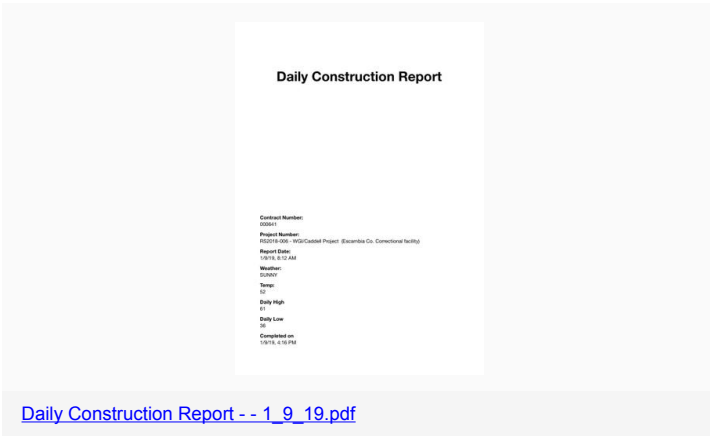 Daily Construction Report
Contract Number:
000641
Project Number:
RS2018-006 - WGI/Caddell Project (Escambia Co. Correctional facility)
Report Date:
1/9/19, 8:12 AM
Weather:
SUNNY
Temp:
52
Daily High
61
Daily Low
36
Completed on
1/9/19, 4:16 PM
Daily Construction Report - - 1_9_19.pdf